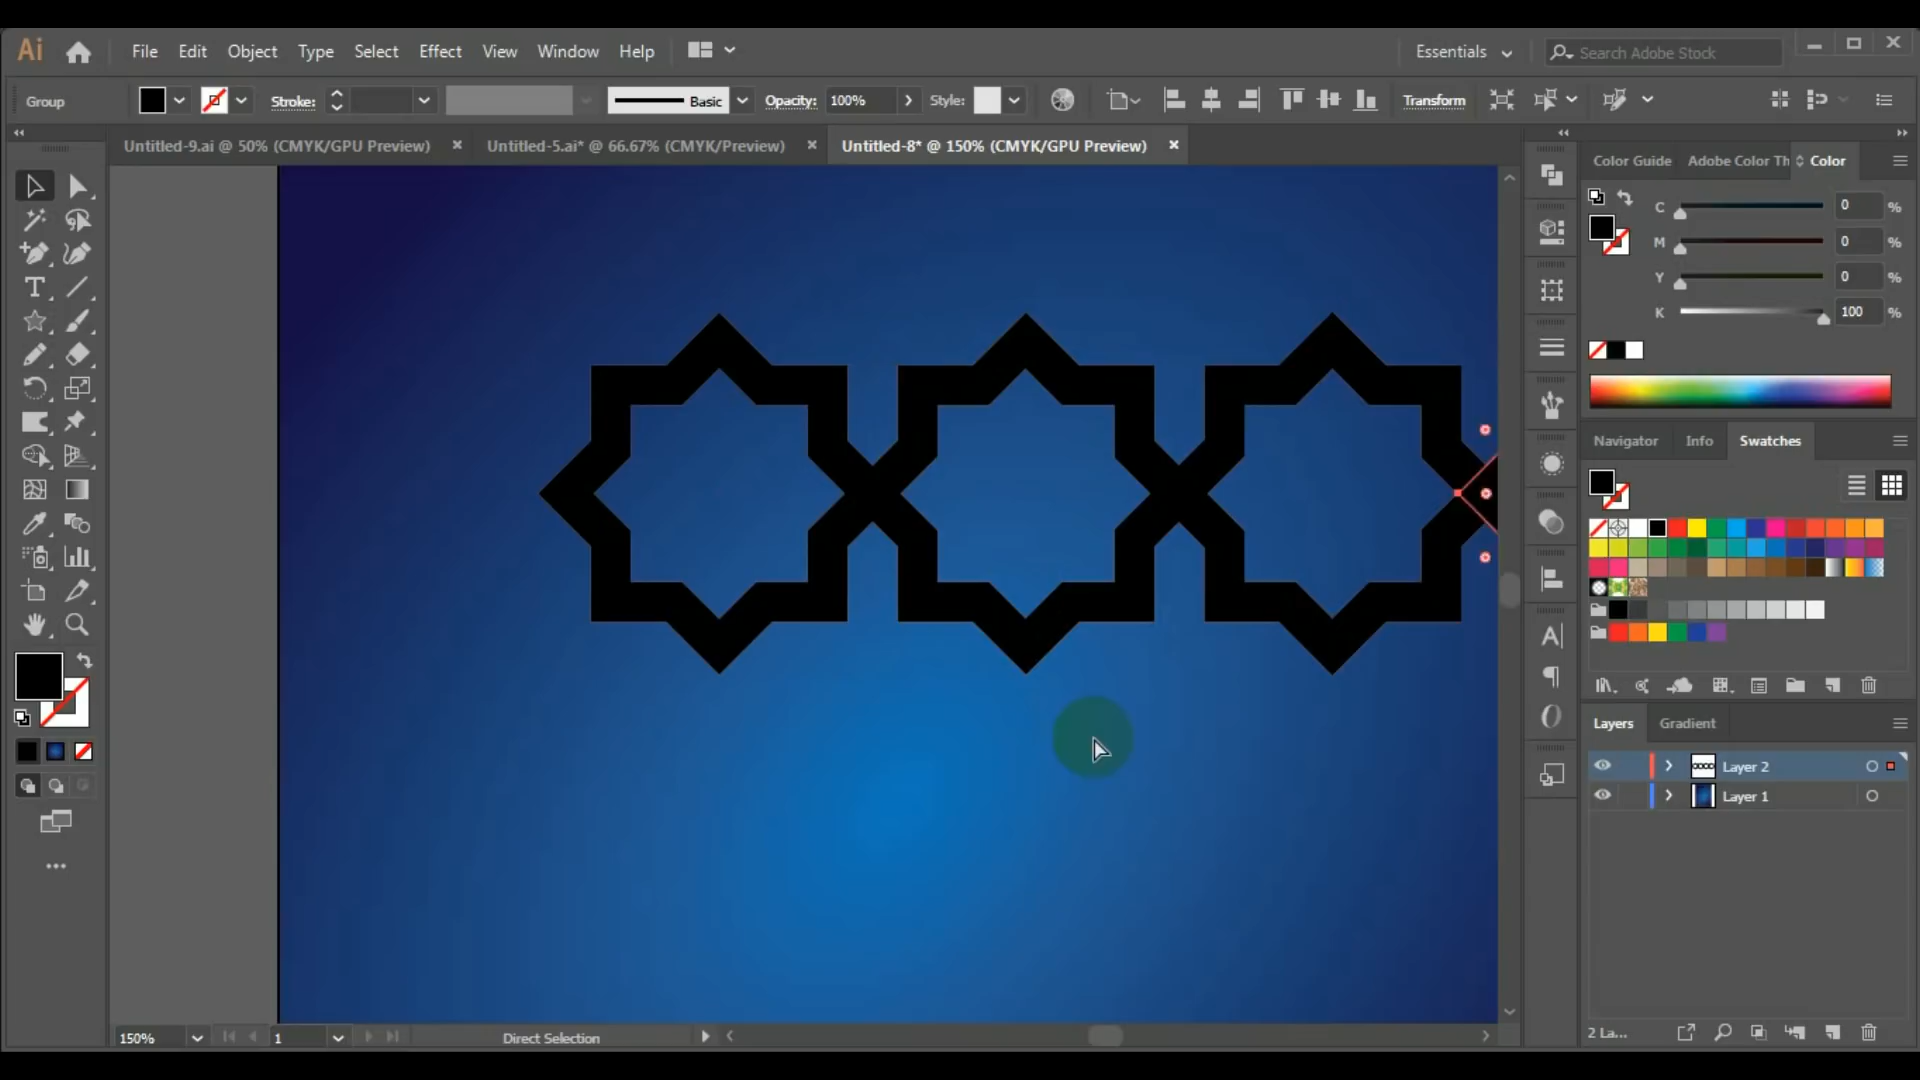 Ai File Edit Object Type Select Effect View Window Help Essentials Search Adobe Stock
Group Stroke: Basic Opacity: 100% Style: Transform
Untitled-9.ai @ 50% (CMYK/GPU Preview) Untitled-5.ai* @ 66.67% (CMYK/Preview) Untitled-8* @ 150% (CMYK/GPU Preview)
Color Guide Adobe Color Th Color
C 0 %
M 0 %
Y 0 %
K 100 %
Navigator Info Swatches
Layers Gradient
Layer 2
Layer 1
2 La...
150% 1 Direct Selection